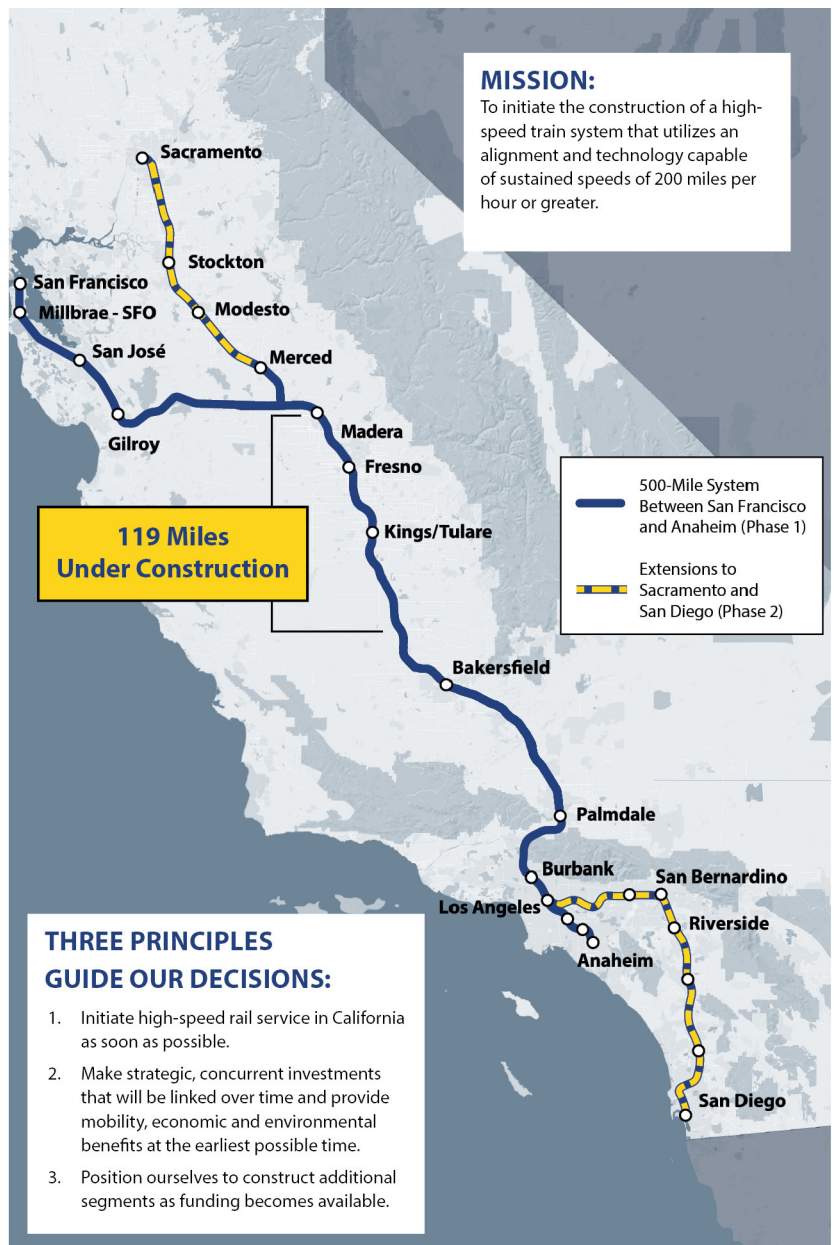 MISSION:
To initiate the construction of a high-
speed train system that utilizes an
alignment and technology capable
of sustained speeds of 200 miles per
hour or greater.
Sacramento
Stockton
San Francisco
Modesto
Millbrae - SFO
San José
Merced
Gilroy
Madera
Fresno
119 Miles
Under Construction
Kings/Tulare
500-Mile System
Between San Francisco
and Anaheim (Phase 1)
Extensions to
Sacramento and
San Diego (Phase 2)
Bakersfield
Palmdale
Burbank
San Bernardino
Los Angeles
Riverside
Anaheim
San Diego
THREE PRINCIPLES
GUIDE OUR DECISIONS:
1. Initiate high-speed rail service in California
as soon as possible.
2. Make strategic, concurrent investments
that will be linked over time and provide
mobility, economic and environmental
benefits at the earliest possible time.
3. Position ourselves to construct additional
segments as funding becomes available.